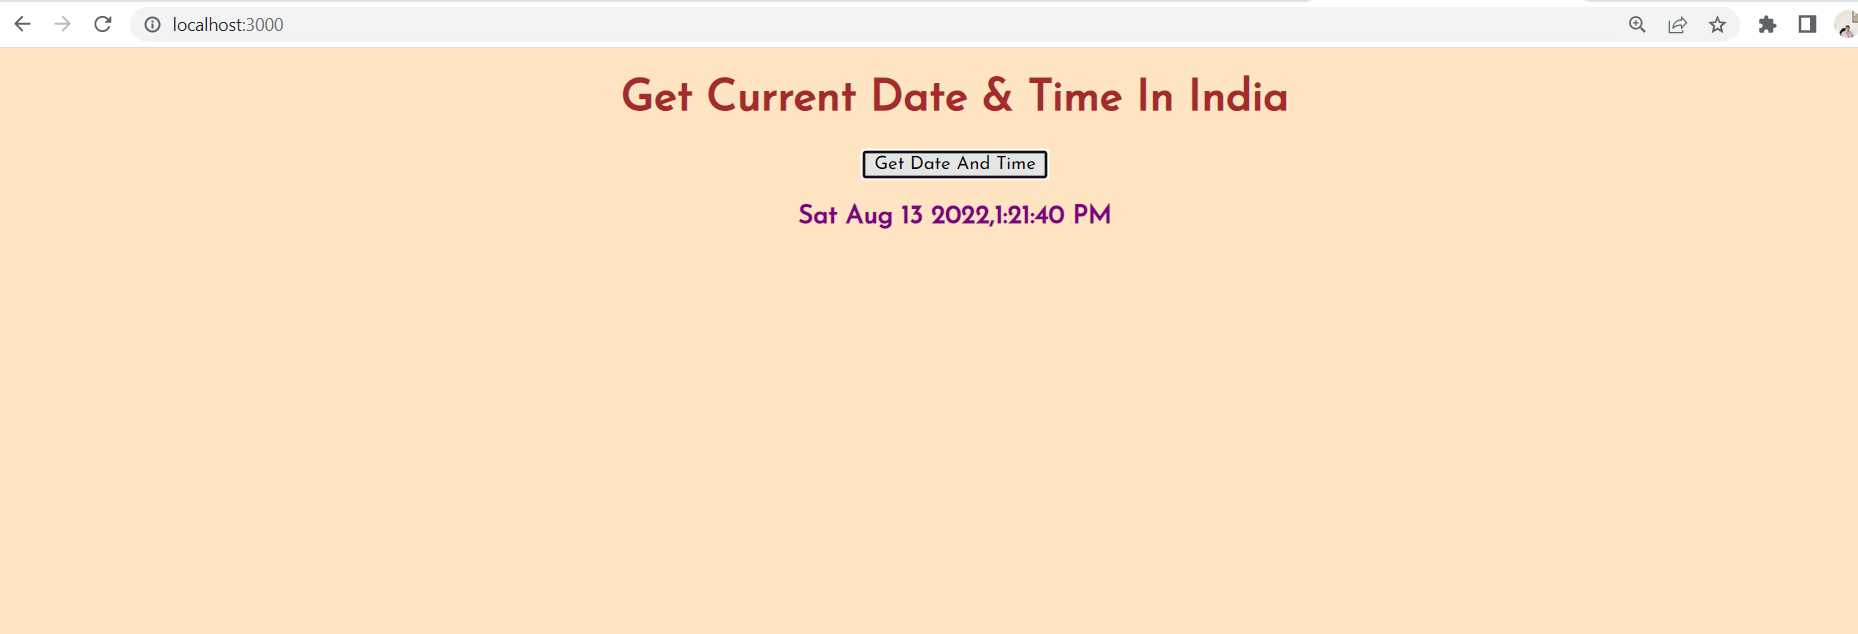 localhost:3000
Get Current Date & Time In India
Get Date And Time
Sat Aug 13 2022,1:21:40 PM